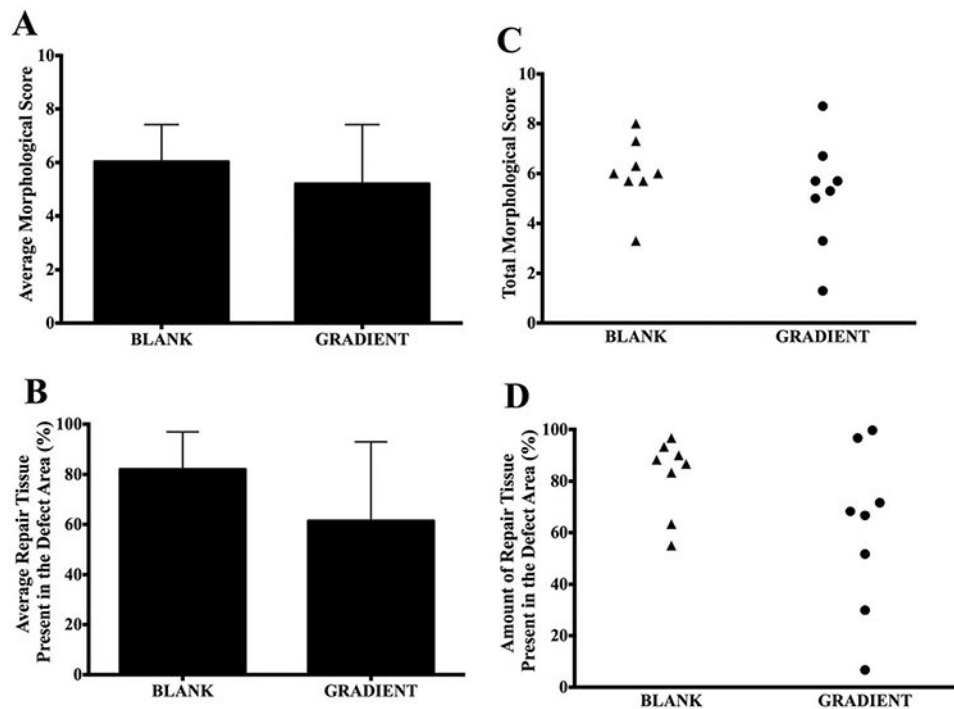 A
Average Morphological Score
10
8
6
4
2
0
BLANK GRADIENT
C
Total Morphological Score
10
8
6
4
2
0
BLANK GRADIENT
B
Average Repair Tissue
Present in the Defect Area (%)
100
80
60
40
20
0
BLANK GRADIENT
D
Amount of Repair Tissue
Present in the Defect Area (%)
100
80
60
40
20
0
BLANK GRADIENT